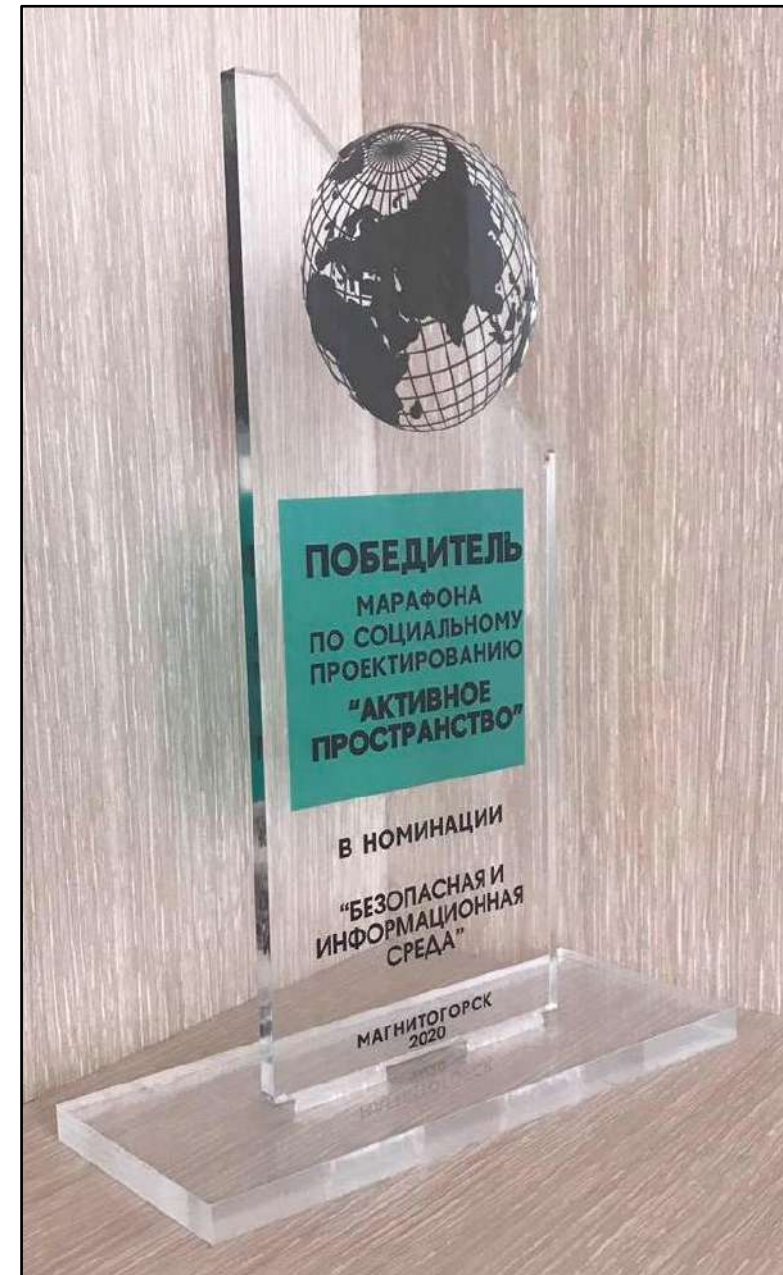 ПОБЕДИТЕЛЬ
МАРАФОНА
ПО СОЦИАЛЬНОМУ
ПРОЕКТИРОВАНИЮ
"АКТИВНОЕ
ПРОСТРАНСТВО"
В НОМИНАЦИИ
"БЕЗОПАСНАЯ И
ИНФОРМАЦИОННАЯ
СРЕДА"
МАГНИТОГОРСК
2020